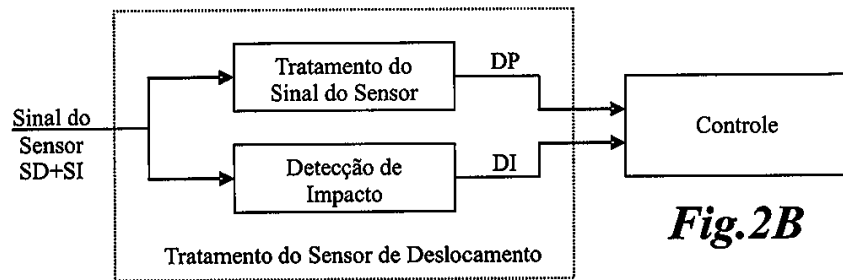 Sinal do
Sensor
SD+SI
Tratamento do
Sinal do Sensor
DP
Detecção de
Impacto
DI
Controle
Tratamento do Sensor de Deslocamento
Fig.2B